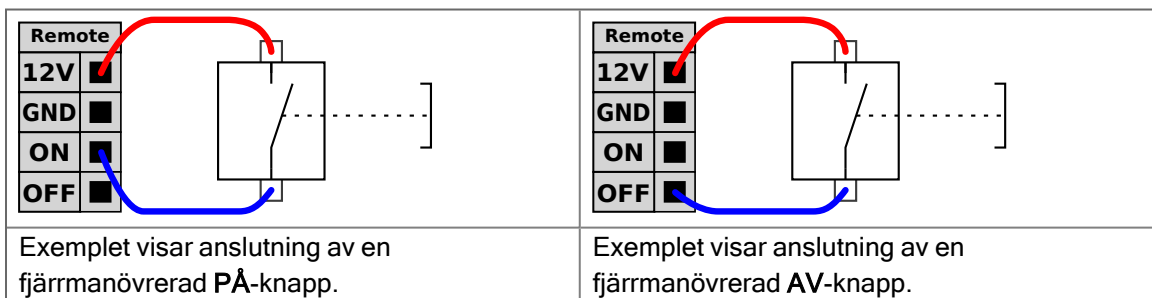 Remote
12V
GND
ON
OFF
Remote
12V
GND
ON
OFF
Exemplet visar anslutning av en
fjärrmanövrerad PÅ-knapp.
Exemplet visar anslutning av en
fjärrmanövrerad AV-knapp.